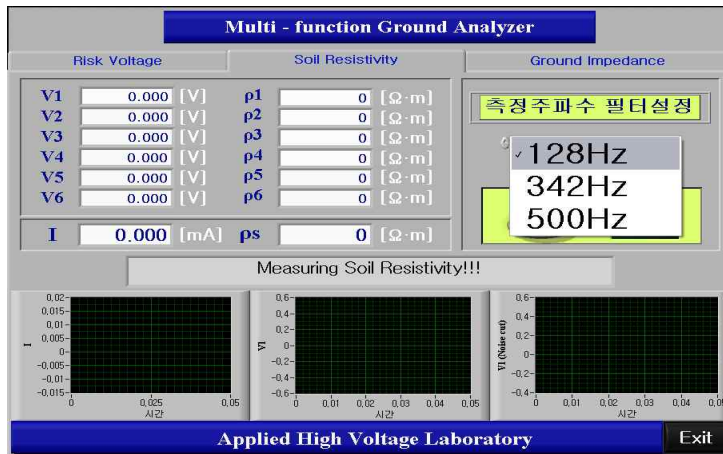 Multi - function Ground Analyzer
Risk Voltage Soil Resistivity Ground Impedance
V1 0.000 [V] ρ1 0 [Ω·m]
V2 0.000 [V] ρ2 0 [Ω·m]
V3 0.000 [V] ρ3 0 [Ω·m]
V4 0.000 [V] ρ4 0 [Ω·m]
V5 0.000 [V] ρ5 0 [Ω·m]
V6 0.000 [V] ρ6 0 [Ω·m]
I 0.000 [mA] ρs 0 [Ω·m]
측정주파수 필터설정
✓128Hz
342Hz
500Hz
Measuring Soil Resistivity!!!
I
0,02
0,015
0,01
0,005
0
-0,005
-0,01
-0,015
0 0,025 0,05
시간
V1
0,6
0,4
0,2
0
-0,2
-0,4
-0,6
0 0,01 0,02 0,03 0,04 0,05
시간
V1 (Noise cut)
0,6
0,4
0,2
0
-0,2
-0,4
0 0,01 0,02 0,03 0,04 0,05
시간
Applied High Voltage Laboratory
Exit